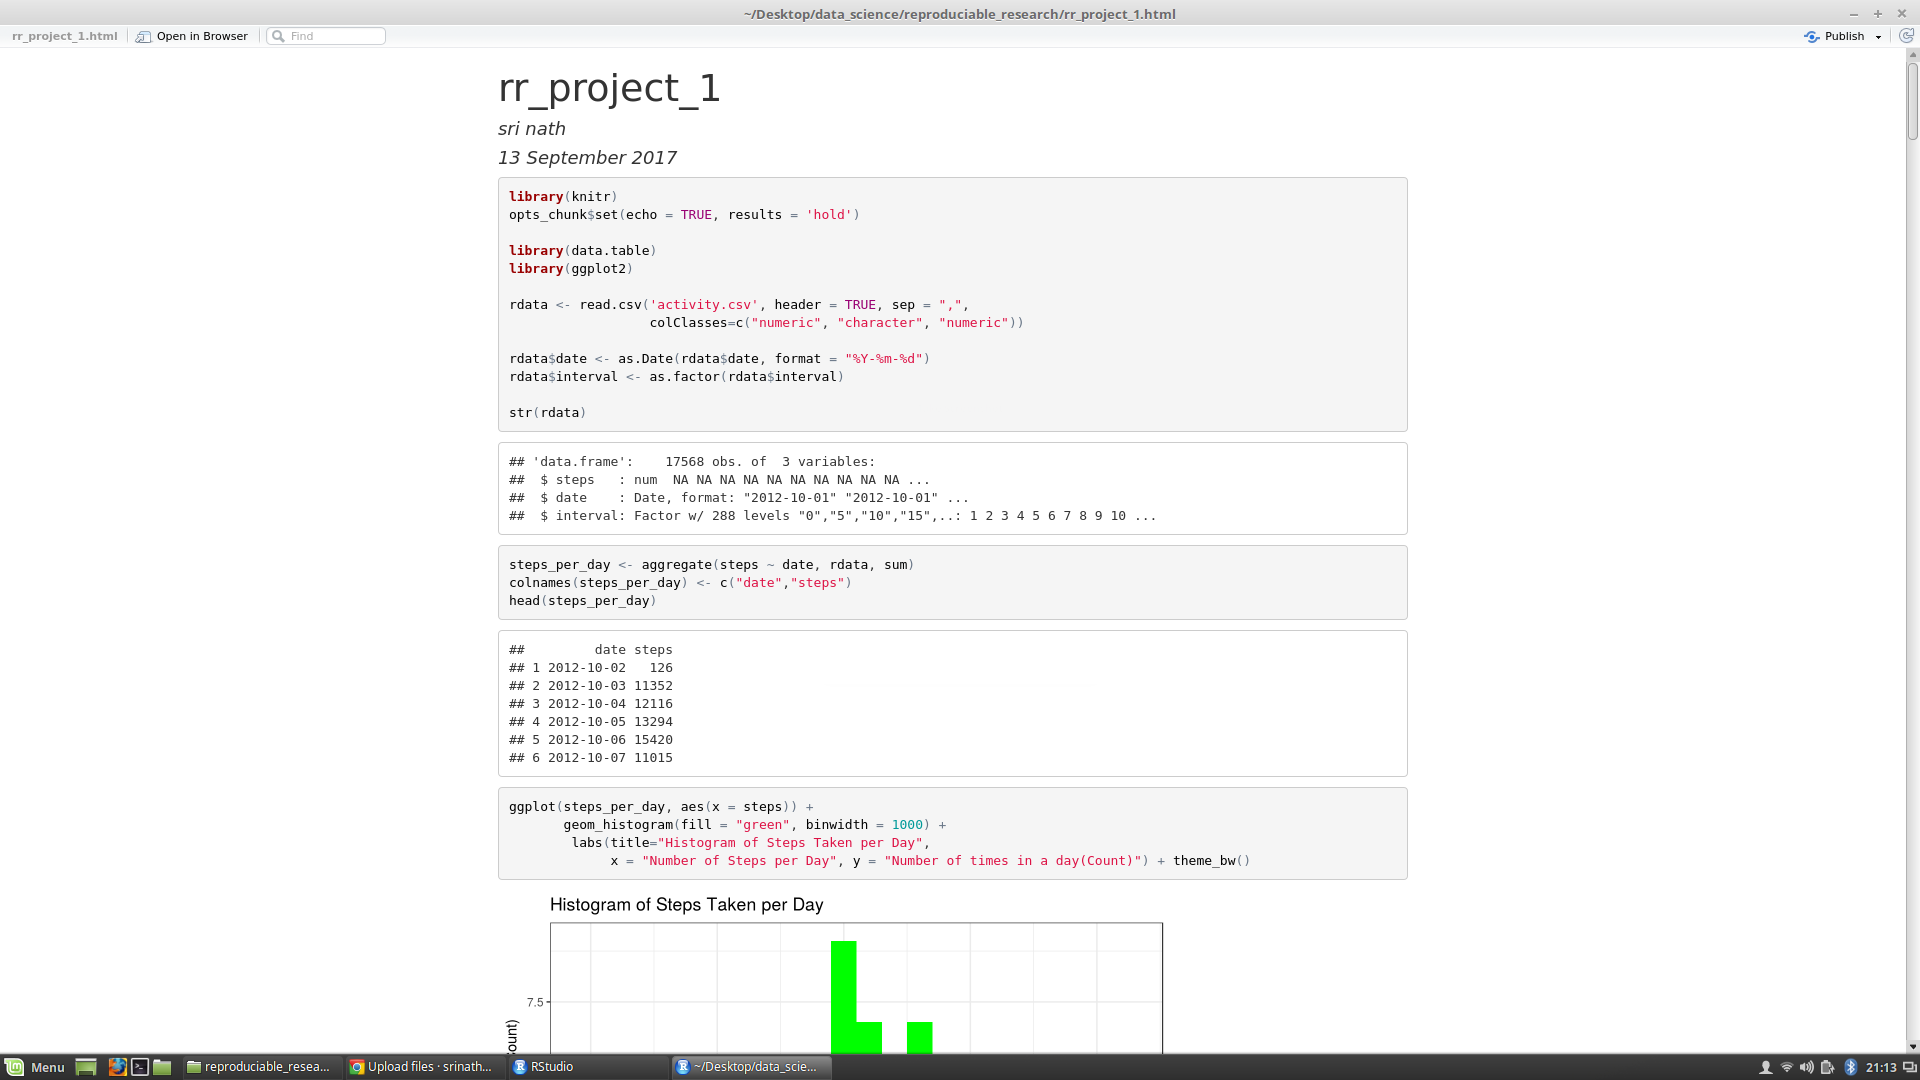 ~/Desktop/data_science/reproduciable_research/rr_project_1.html
rr_project_1.html Open in Browser Find Publish
rr_project_1
sri nath
13 September 2017
library(knitr)
opts_chunk$set(echo = TRUE, results = 'hold')
library(data.table)
library(ggplot2)
rdata <- read.csv('activity.csv', header = TRUE, sep = ",",
                  colClasses=c("numeric", "character", "numeric"))
rdata$date <- as.Date(rdata$date, format = "%Y-%m-%d")
rdata$interval <- as.factor(rdata$interval)
str(rdata)
## 'data.frame':    17568 obs. of  3 variables:
##  $ steps   : num  NA NA NA NA NA NA NA NA NA NA ...
##  $ date    : Date, format: "2012-10-01" "2012-10-01" ...
##  $ interval: Factor w/ 288 levels "0","5","10","15",..: 1 2 3 4 5 6 7 8 9 10 ...
steps_per_day <- aggregate(steps ~ date, rdata, sum)
colnames(steps_per_day) <- c("date","steps")
head(steps_per_day)
##         date steps
## 1 2012-10-02   126
## 2 2012-10-03 11352
## 3 2012-10-04 12116
## 4 2012-10-05 13294
## 5 2012-10-06 15420
## 6 2012-10-07 11015
ggplot(steps_per_day, aes(x = steps)) +
       geom_histogram(fill = "green", binwidth = 1000) +
        labs(title="Histogram of Steps Taken per Day",
             x = "Number of Steps per Day", y = "Number of times in a day(Count)") + theme_bw()
Histogram of Steps Taken per Day
7.5
ount)
Menu reproduciable_resea... Upload files · srinath... RStudio ~/Desktop/data_scie... 21:13